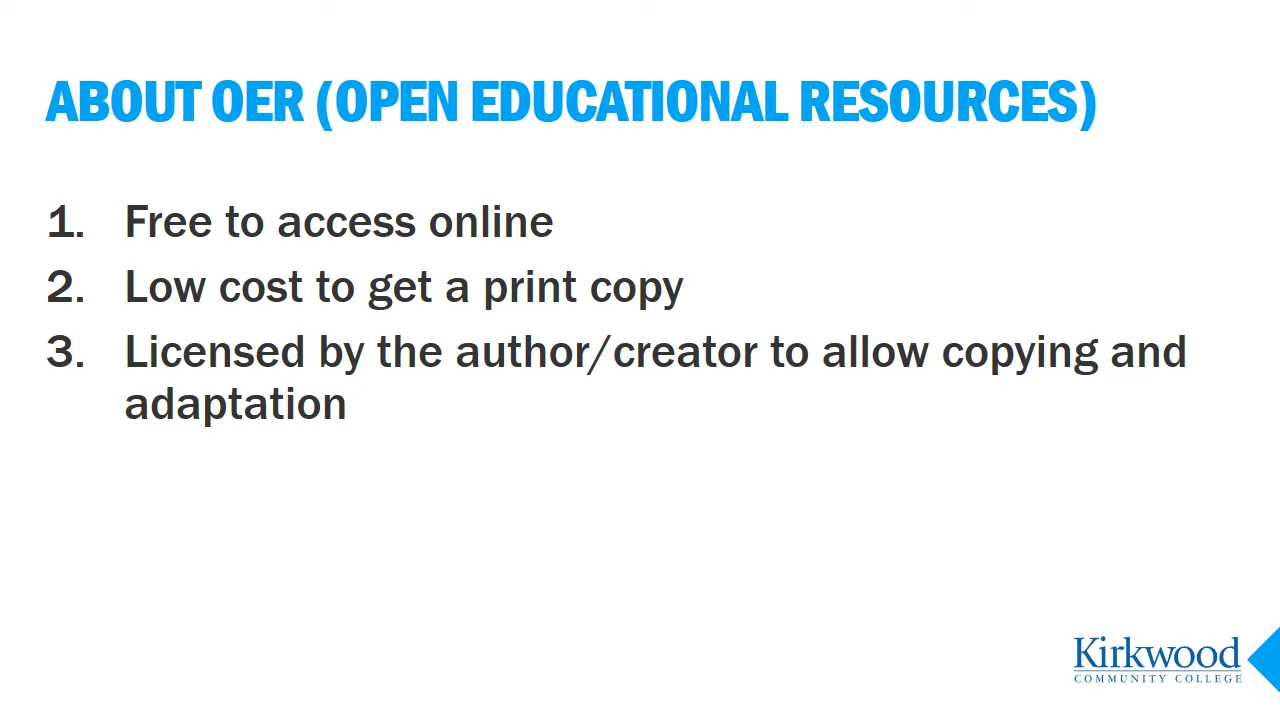 ABOUT OER (OPEN EDUCATIONAL RESOURCES)
1. Free to access online
2. Low cost to get a print copy
3. Licensed by the author/creator to allow copying and
adaptation
Kirkwood
COMMUNITY COLLEGE